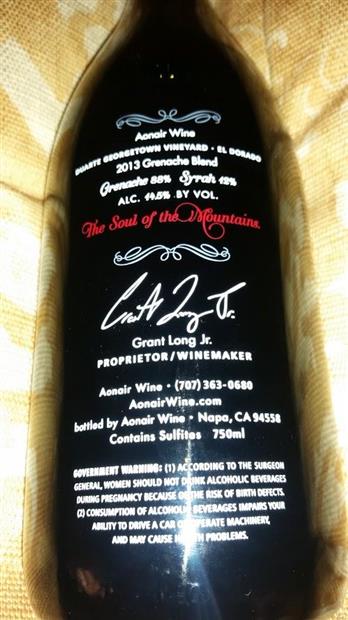 Aonair Wine
DUARTE GEORGETOWN VINEYARD • EL DORADO
2013 Grenache Blend
Grenache 88% Syrah 12%
ALC. 14.5% BY VOL.
The Soul of the Mountains.
Grant Long Jr.
Grant Long Jr.
PROPRIETOR/WINEMAKER
Aonair Wine • (707) 363-0680
AonairWine.com
bottled by Aonair Wine • Napa, CA 94558
Contains Sulfites 750ml
GOVERNMENT WARNING: (1) ACCORDING TO THE SURGEON
GENERAL, WOMEN SHOULD NOT DRINK ALCOHOLIC BEVERAGES
DURING PREGNANCY BECAUSE OF THE RISK OF BIRTH DEFECTS.
(2) CONSUMPTION OF ALCOHOLIC BEVERAGES IMPAIRS YOUR
ABILITY TO DRIVE A CAR OR OPERATE MACHINERY,
AND MAY CAUSE HEALTH PROBLEMS.